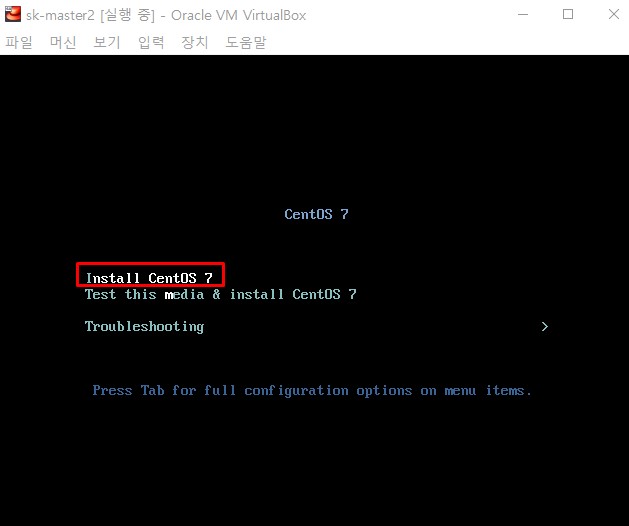 sk-master2 [실행 중] - Oracle VM VirtualBox
파일 머신 보기 입력 장치 도움말
CentOS 7
Install CentOS 7
Test this media & install CentOS 7
Troubleshooting >
Press Tab for full configuration options on menu items.